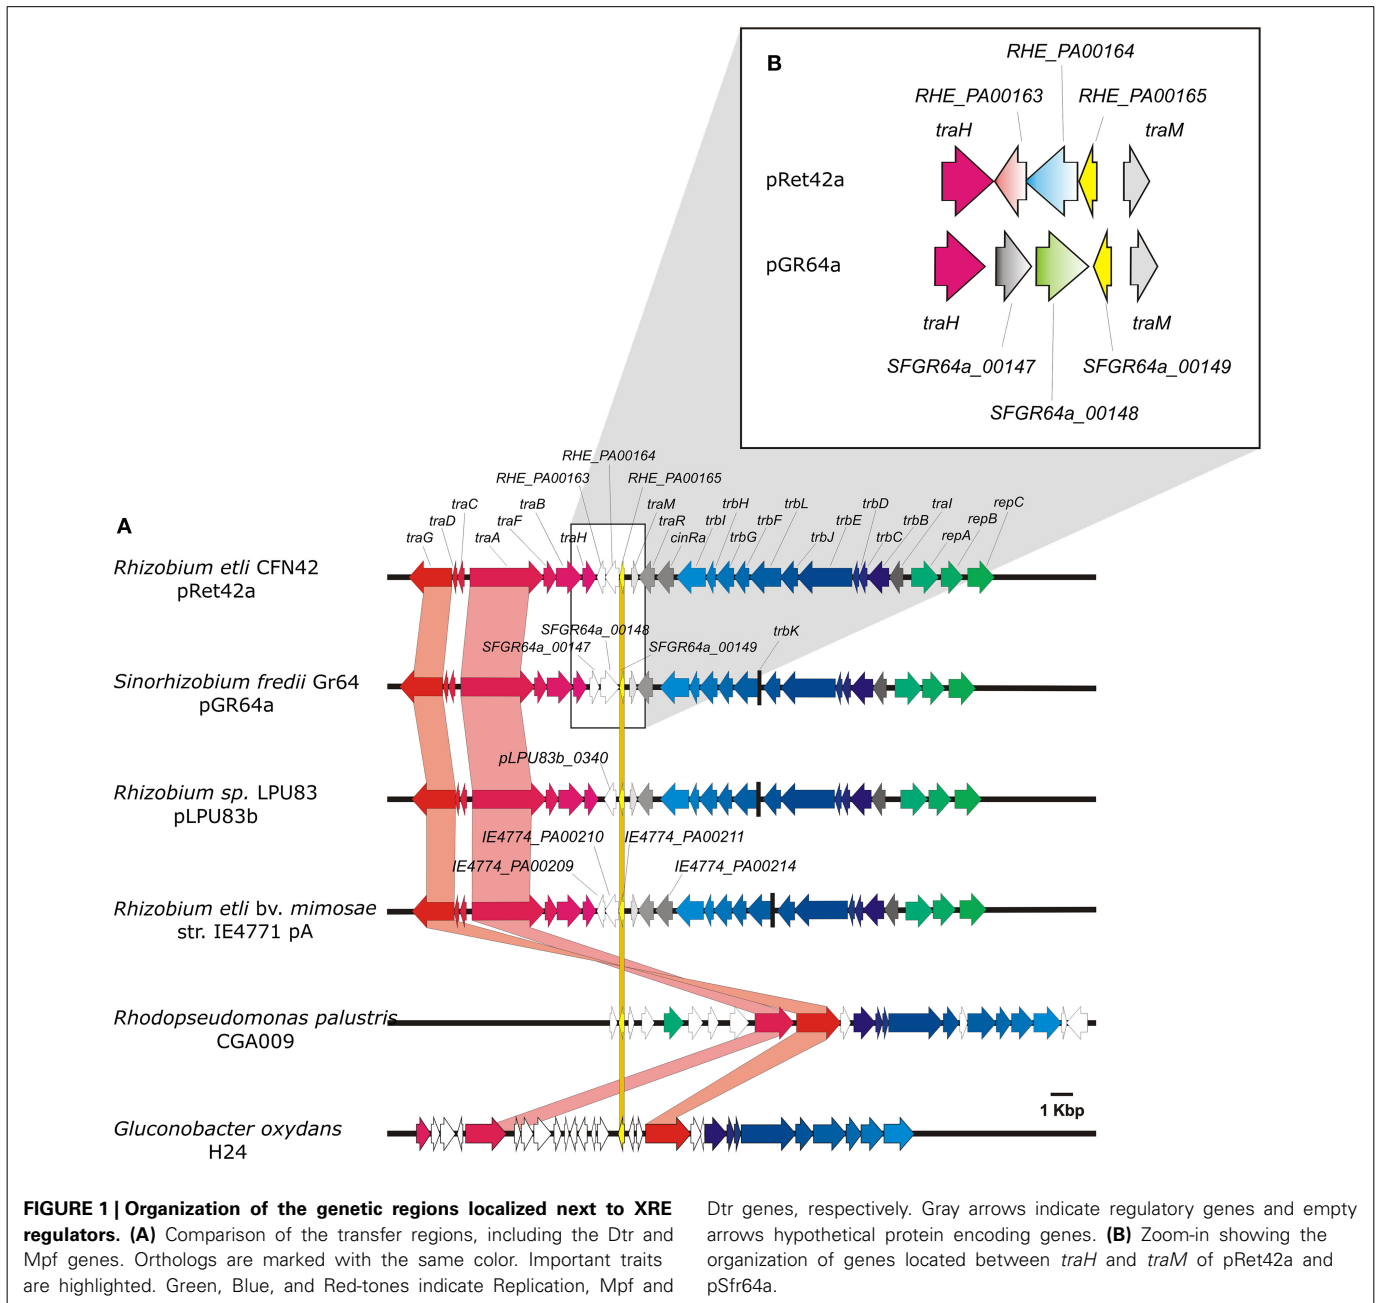 B
RHE_PA00164
RHE_PA00163
RHE_PA00165
traH
traM
pRet42a
pGR64a
traH
traM
SFGR64a_00147
SFGR64a_00149
SFGR64a_00148
A
RHE_PA00164
RHE_PA00163
RHE_PA00165
traC
traB
traM
trbH
trbL
trbD
traI
repC
traD
traF
traR
trbI
trbF
trbE
trbB
repB
traG
traA
traH
cinRa
trbG
trbJ
trbC
repA
Rhizobium etli CFN42
pRet42a
SFGR64a_00148
trbK
SFGR64a_00147
SFGR64a_00149
Sinorhizobium fredii Gr64
pGR64a
pLPU83b_0340
Rhizobium sp. LPU83
pLPU83b
IE4774_PA00210
IE4774_PA00211
IE4774_PA00209
IE4774_PA00214
Rhizobium etli bv. mimosae
str. IE4771 pA
Rhodopseudomonas palustris
CGA009
1 Kbp
Gluconobacter oxydans
H24
FIGURE 1 | Organization of the genetic regions localized next to XRE
regulators. (A) Comparison of the transfer regions, including the Dtr and
Mpf genes. Orthologs are marked with the same color. Important traits
are highlighted. Green, Blue, and Red-tones indicate Replication, Mpf and
Dtr genes, respectively. Gray arrows indicate regulatory genes and empty
arrows hypothetical protein encoding genes. (B) Zoom-in showing the
organization of genes located between traH and traM of pRet42a and
pSfr64a.